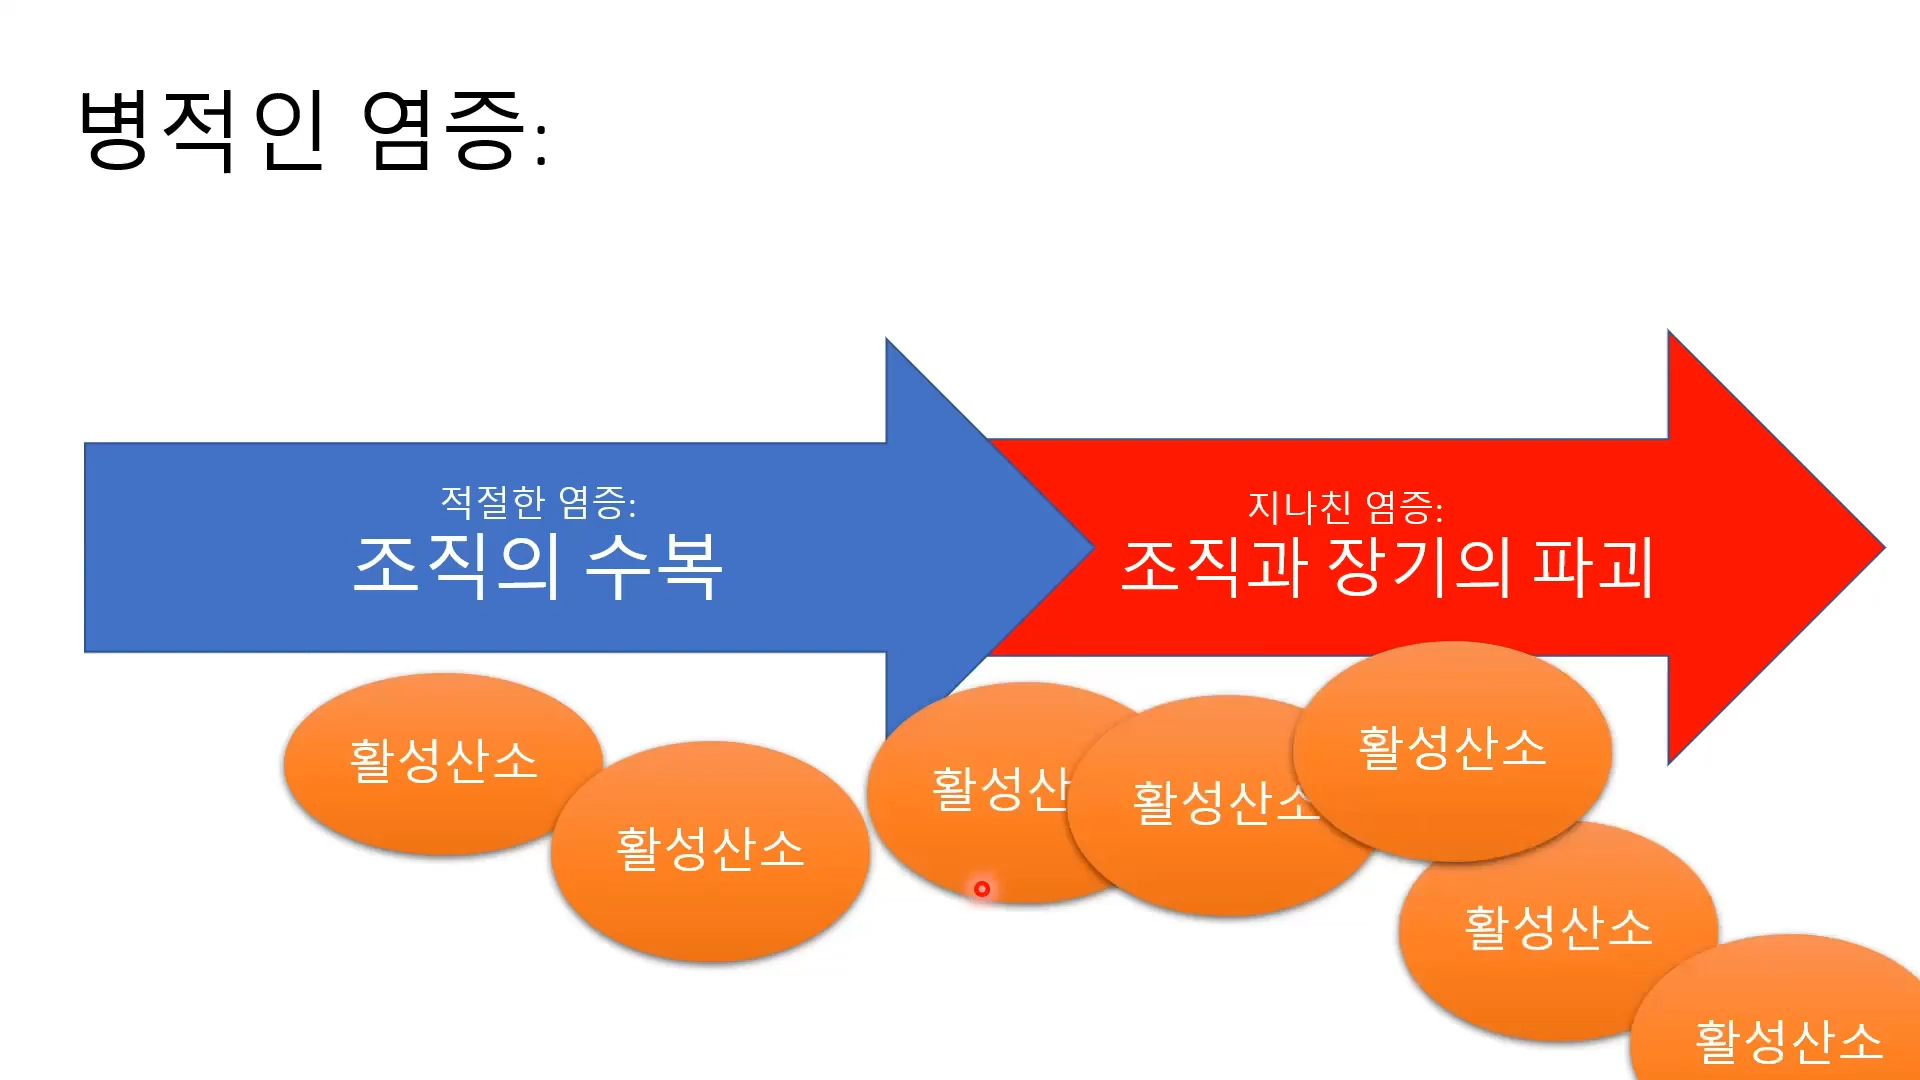 병적인 염증:
적절한 염증:
조직의 수복
지나친 염증:
조직과 장기의 파괴
활성산소
활성산소
활성산
활성산소
활성산소
활성산소
활성산소